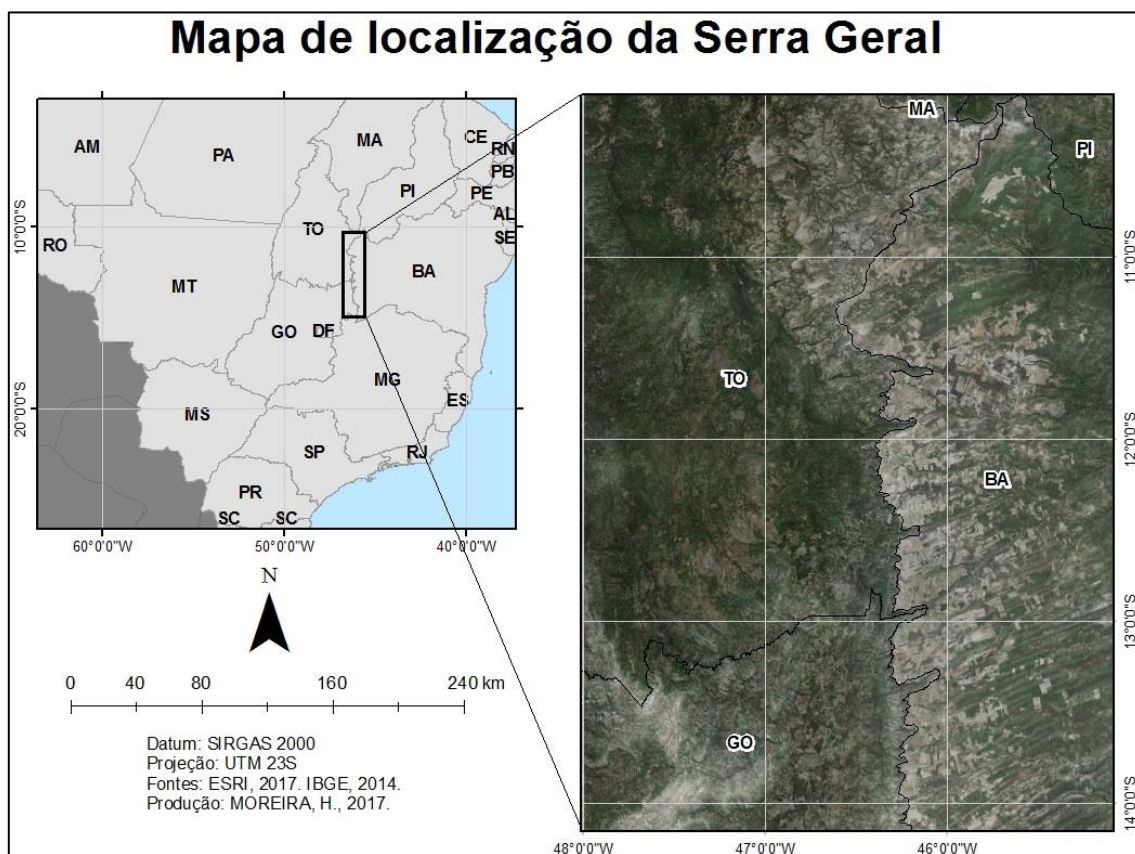 Mapa de localização da Serra Geral
AM
PA
MA
CE
RN
PB
PI
PE
AL
SE
TO
RO
MT
BA
GO
DF
MG
ES
MS
SP
RJ
PR
SC
SC
10°0'0"S
20°0'0"S
60°0'0"W
50°0'0"W
40°0'0"W
N
0 40 80 160 240 km
Datum: SIRGAS 2000
Projeção: UTM 23S
Fontes: ESRI, 2017. IBGE, 2014.
Produção: MOREIRA, H., 2017.
MA
PI
TO
BA
GO
11°0'0"S
12°0'0"S
13°0'0"S
14°0'0"S
48°0'0"W
47°0'0"W
46°0'0"W